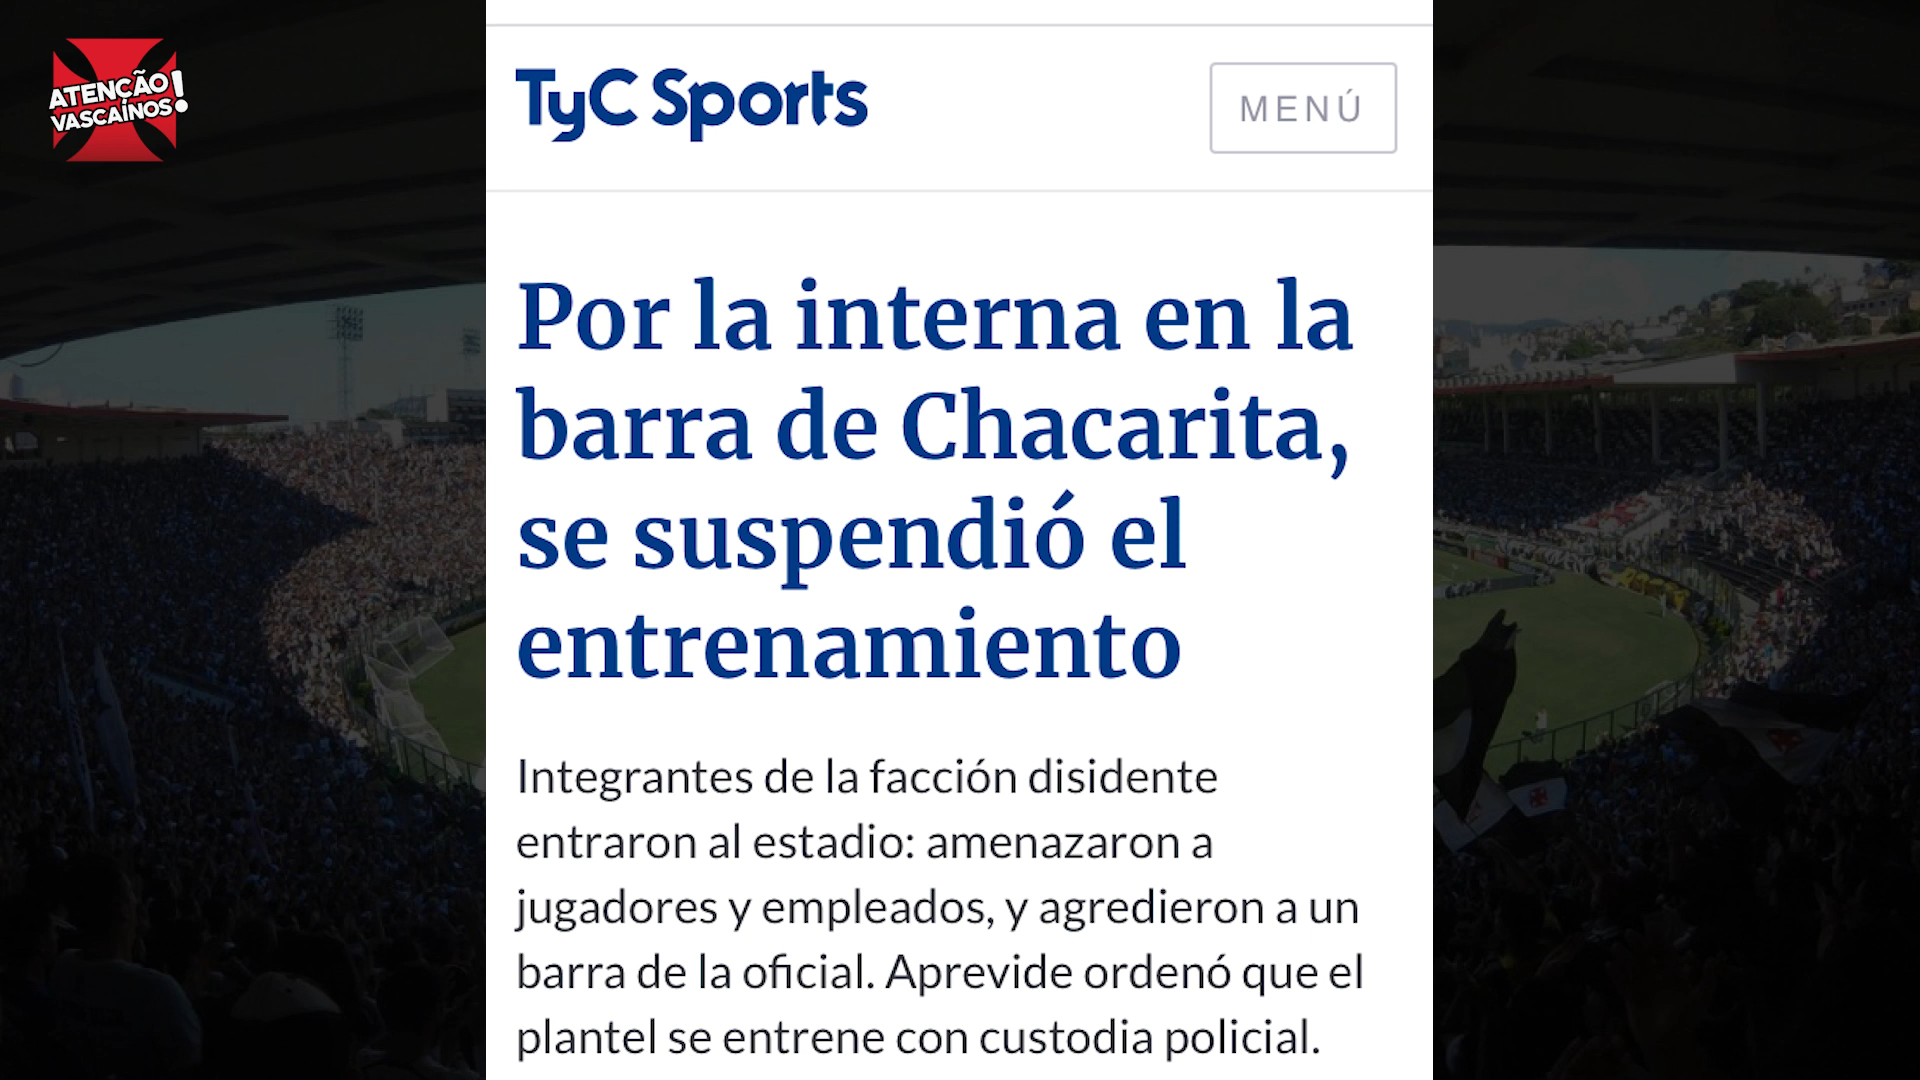 ATENÇÃO
VASCAÍNOS!
TyC Sports
MENÚ
Por la interna en la
barra de Chacarita,
se suspendió el
entrenamiento
Integrantes de la facción disidente
entraron al estadio: amenazaron a
jugadores y empleados, y agredieron a un
barra de la oficial. Aprevide ordenó que el
plantel se entrene con custodia policial.